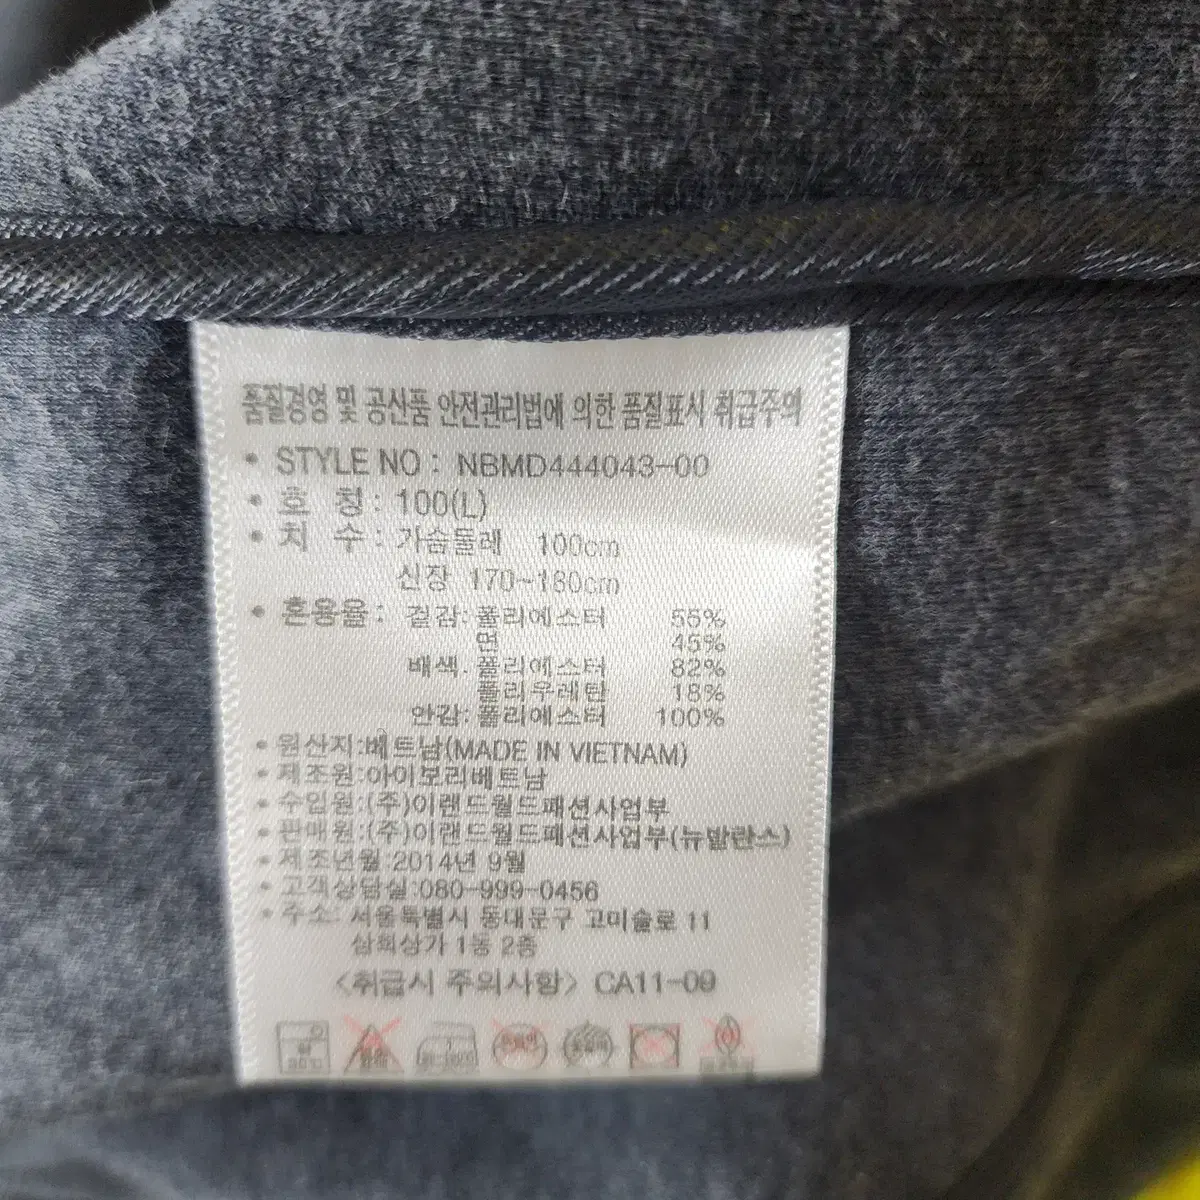 품질경영 및 공산품 안전관리법에 의한 품질표시 취급주의
• STYLE NO : NBMD444043-00
• 호 칭 : 100(L)
• 치 수 : 가슴둘레 100cm
신장 170~180cm
• 혼용율 : 겉감: 폴리에스터 55%
면 45%
배색: 폴리에스터 82%
폴리우레탄 18%
안감: 폴리에스터 100%
• 원산지:베트남(MADE IN VIETNAM)
• 제조원:아이보리베트남
• 수입원:(주)이랜드월드패션사업부
• 판매원:(주)이랜드월드패션사업부(뉴발란스)
• 제조년월:2014년 9월
• 고객상담실:080-999-0456
• 주소: 서울특별시 동대문구 고미술로 11
삼희상가 1동 2층
<취급시 주의사항> CA11-00